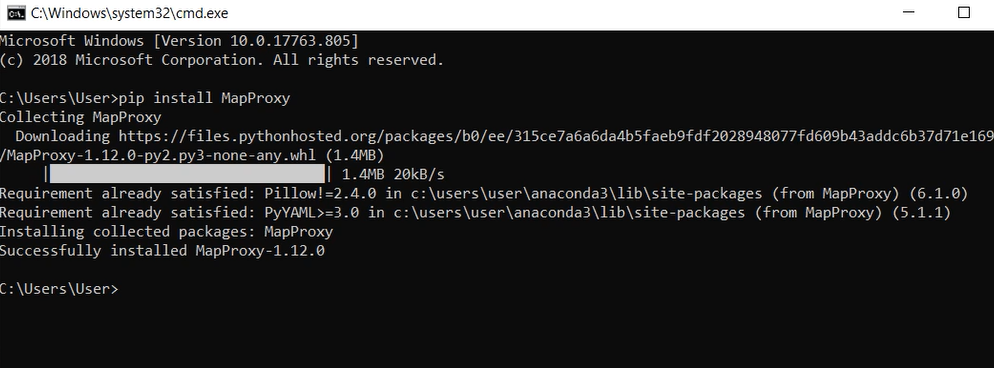 C:\Windows\system32\cmd.exe
Microsoft Windows [Version 10.0.17763.805]
(c) 2018 Microsoft Corporation. All rights reserved.
C:\Users\User>pip install MapProxy
Collecting MapProxy
Downloading https://files.pythonhosted.org/packages/b0/ee/315ce7a6a6da4b5faeb9fdf2028948077fd609b43addc6b37d71e169
/MapProxy-1.12.0-py2.py3-none-any.whl (1.4MB)
|████████████████████████████████| 1.4MB 20kB/s
Requirement already satisfied: Pillow!=2.4.0 in c:\users\user\anaconda3\lib\site-packages (from MapProxy) (6.1.0)
Requirement already satisfied: PyYAML>=3.0 in c:\users\user\anaconda3\lib\site-packages (from MapProxy) (5.1.1)
Installing collected packages: MapProxy
Successfully installed MapProxy-1.12.0
C:\Users\User>